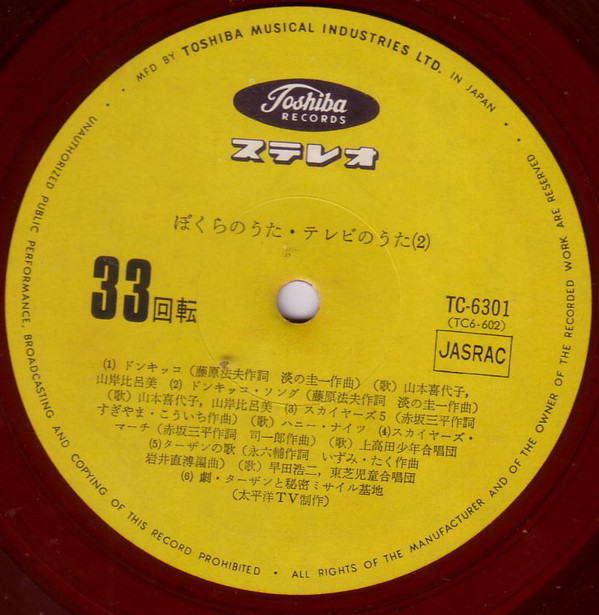 MFD BY TOSHIBA MUSICAL INDUSTRIES LTD. IN JAPAN
Toshiba
RECORDS
ステレオ
ぼくらのうた・テレビのうた(2)
33回転
TC-6301
(TC6-602)
JASRAC
(1) ドンキッコ (藤原法夫作詞 淡の圭一作曲) (歌) 山本喜代子,
山岸比呂美 (2) ドンキッコ・ソング (藤原法夫作詞 淡の圭一作曲)
(歌) 山本喜代子, 山岸比呂美 (3) スカイヤーズ5 (赤坂三平作詞
すぎやま・こういち作曲) (歌) ハニー・ナイツ (4)スカイヤーズ・
マーチ (赤坂三平作詞 司一郎作曲) (歌) 上高田少年合唱団
(5)ターザンの歌 (永六輔作詞 いずみ・たく作曲
岩井直溥編曲) (歌) 早田浩二, 東芝児童合唱団
(6) 劇・ターザンと秘密ミサイル基地
(太平洋TV制作)
UNAUTHORIZED PUBLIC PERFORMANCE, BROADCASTING AND COPYING OF THIS RECORD PROHIBITED • ALL RIGHTS OF THE MANUFACTURER AND OF THE OWNER OF THE RECORDED WORK ARE RESERVED